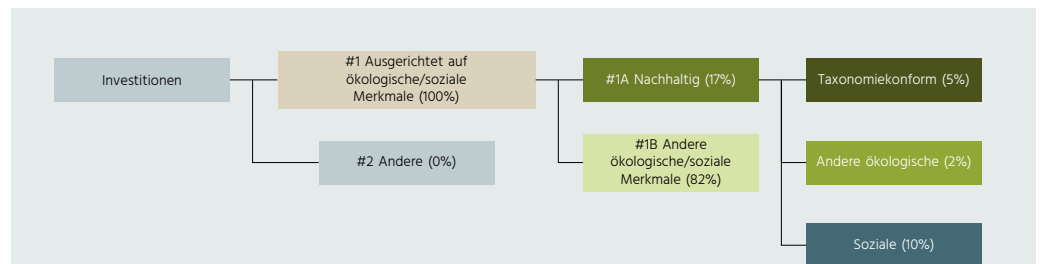 Investitionen
#1 Ausgerichtet auf
ökologische/soziale
Merkmale (100%)
#1A Nachhaltig (17%)
Taxonomiekonform (5%)
#2 Andere (0%)
#1B Andere
ökologische/soziale
Merkmale (82%)
Andere ökologische (2%)
Soziale (10%)